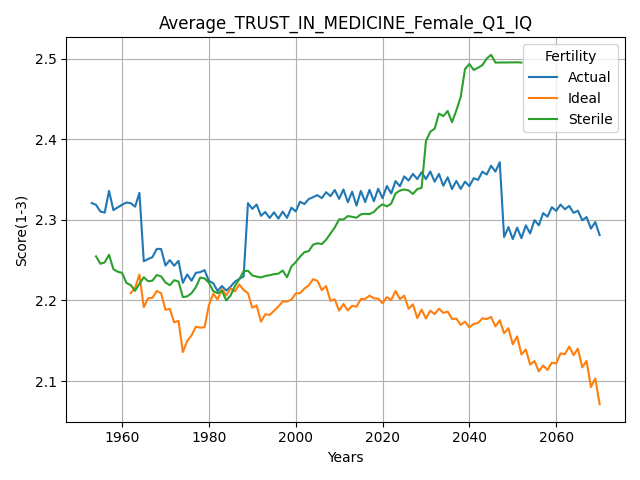 Average_TRUST_IN_MEDICINE_Female_Q1_IQ
Fertility
Actual
Ideal
Sterile
Score(1-3)
2.5
2.4
2.3
2.2
2.1
1960 1980 2000 2020 2040 2060
Years